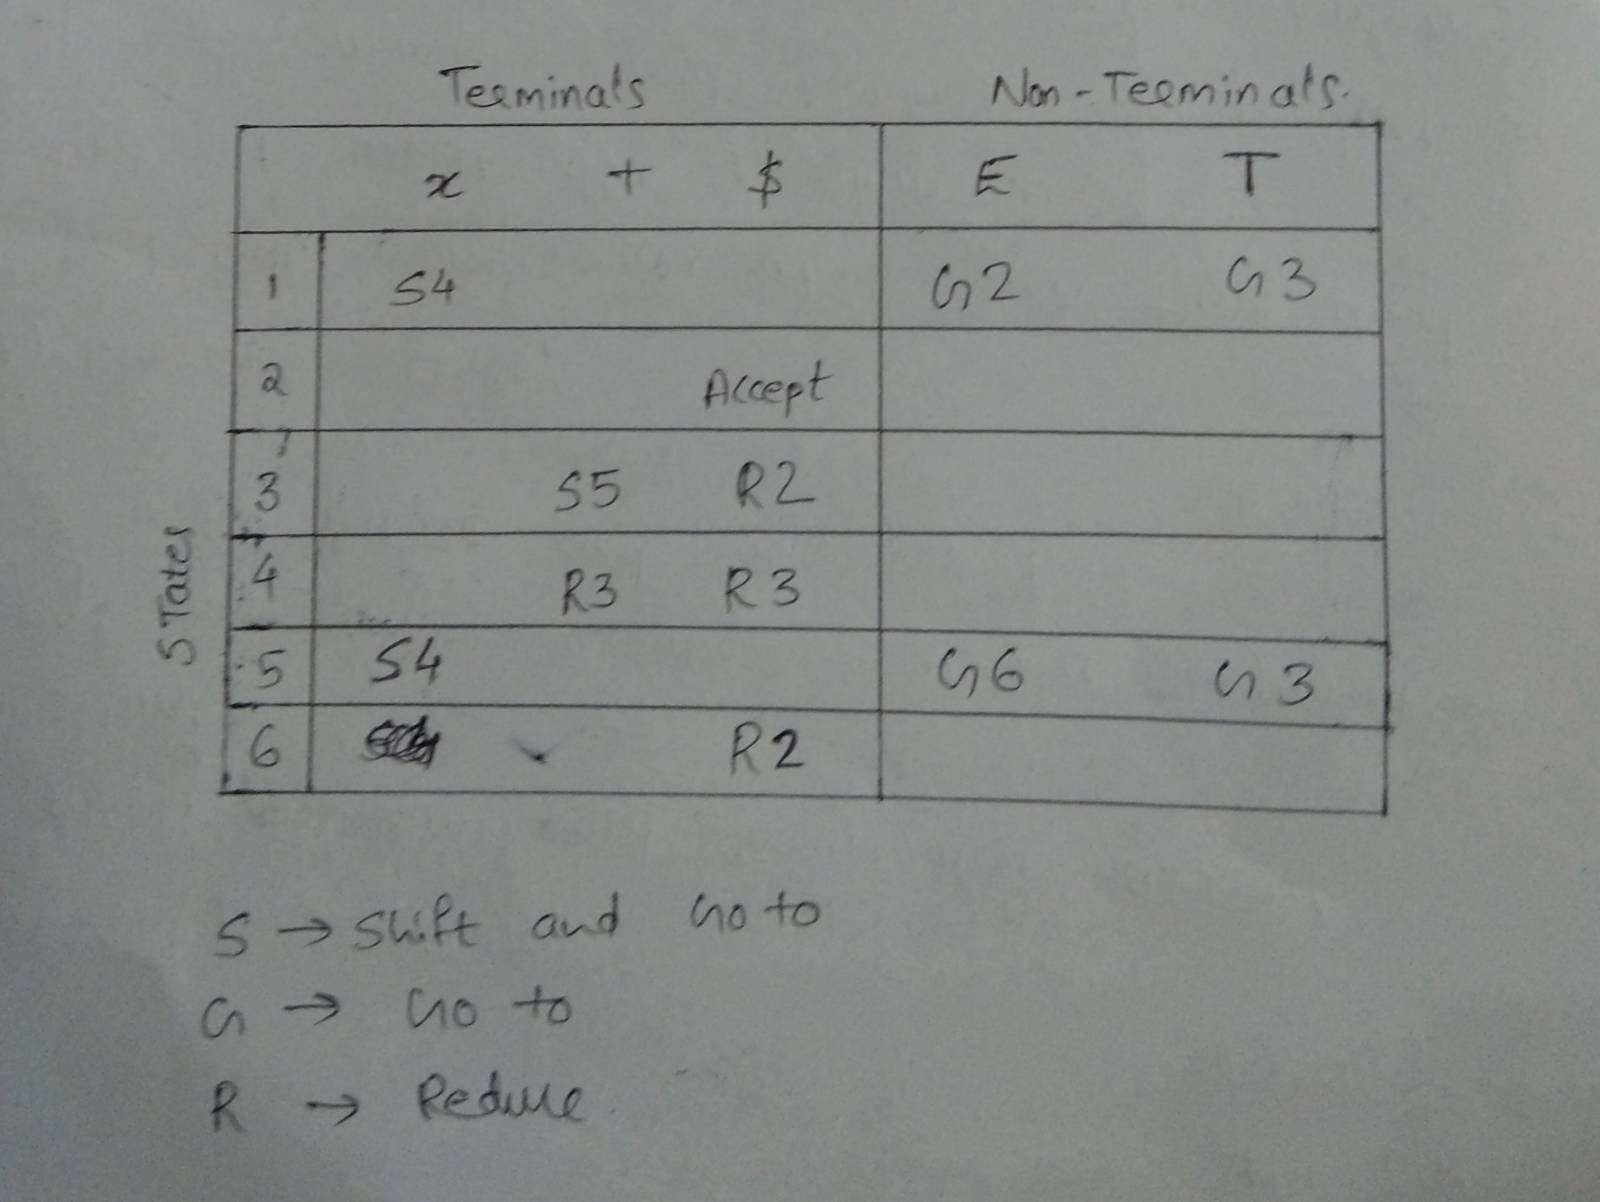 Terminals Non-Terminals.
x + $ E T
1 S4 G2 G3
2 Accept
3 S5 R2
4 R3 R3
5 S4 G6 G3
6 R2
States
S → Shift and Go to
G → Go to
R → Reduce.